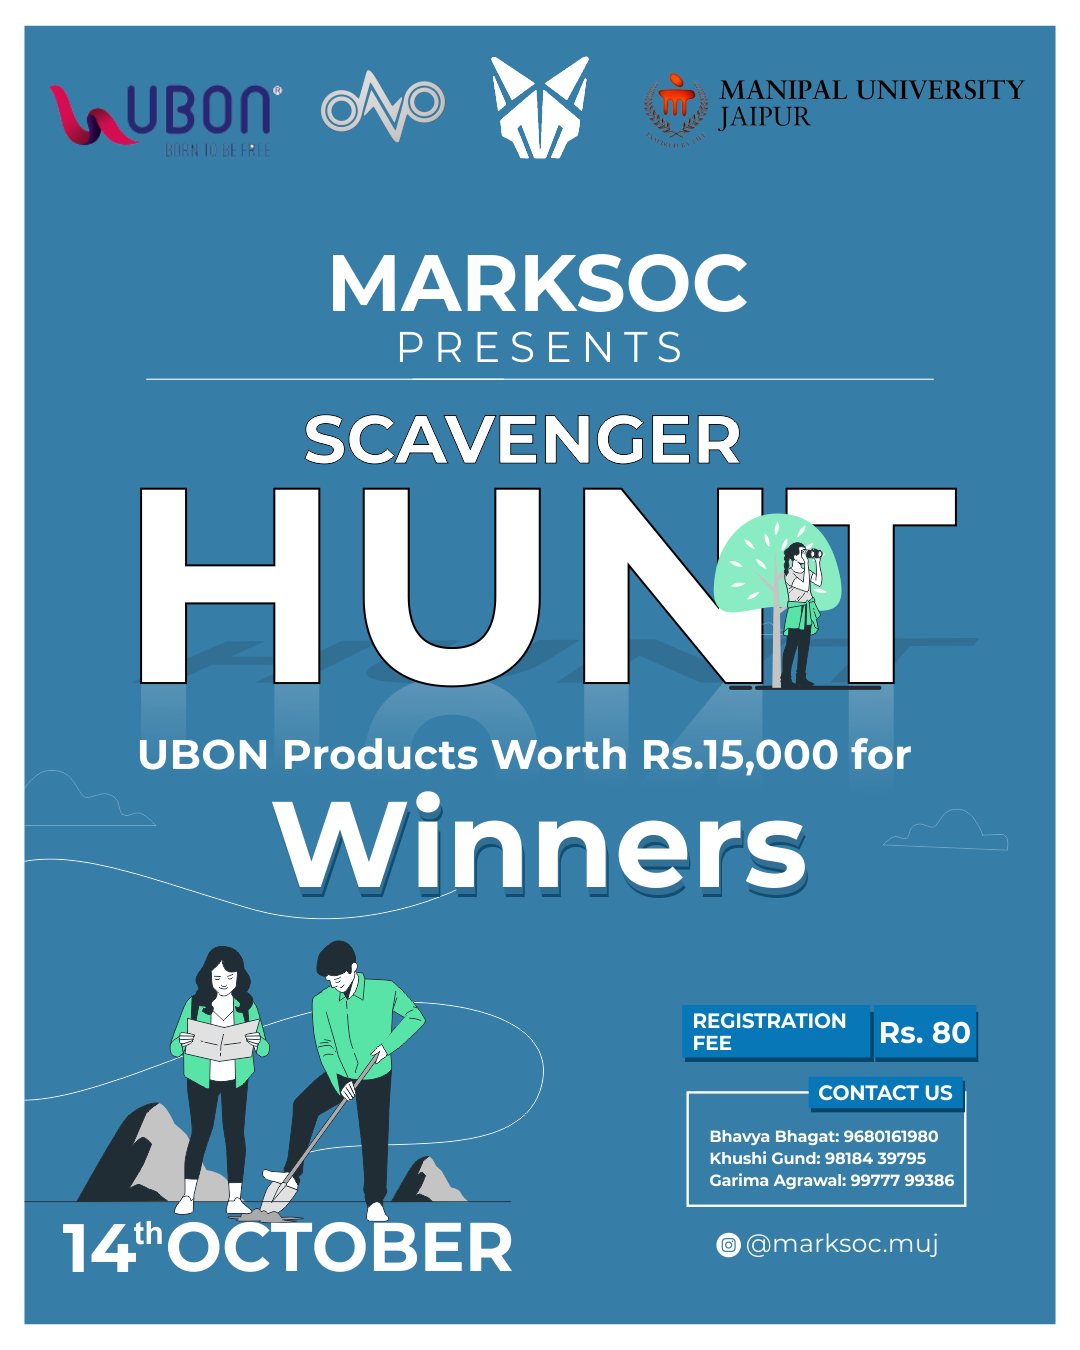 UBON®
BORN TO BE FREE
ONO
MANIPAL UNIVERSITY
JAIPUR
MARKSOC
PRESENTS
SCAVENGER
HUNT
UBON Products Worth Rs.15,000 for
Winners
REGISTRATION
FEE
Rs. 80
CONTACT US
Bhavya Bhagat: 9680161980
Khushi Gund: 98184 39795
Garima Agrawal: 99777 99386
14th OCTOBER
@marksoc.muj